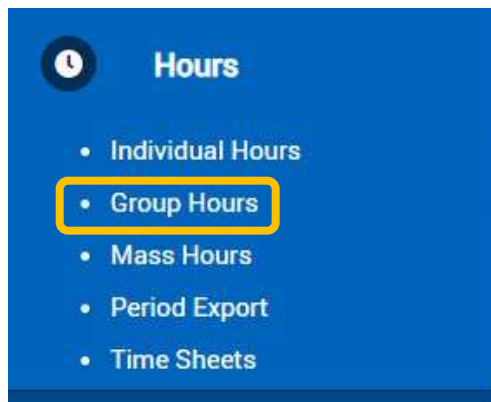 Hours
• Individual Hours
• Group Hours
• Mass Hours
• Period Export
• Time Sheets